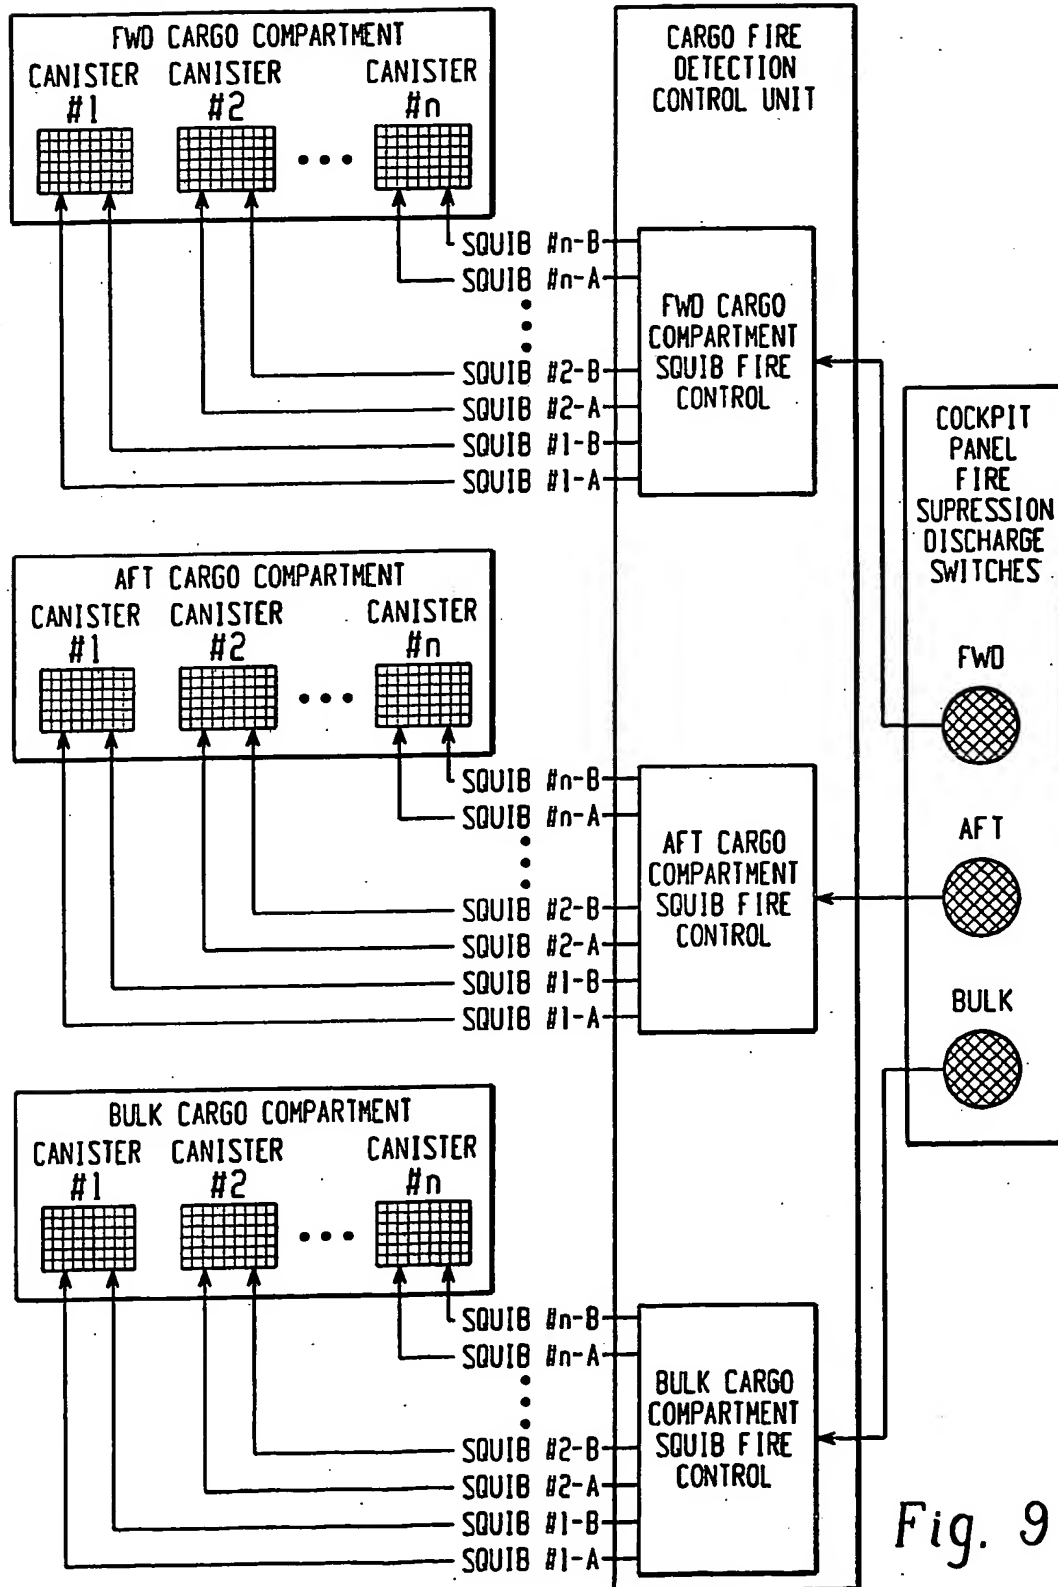 FWD CARGO COMPARTMENT
CANISTER CANISTER CANISTER
#1 #2 #n
SQUIB #n-B
SQUIB #n-A
SQUIB #2-B
SQUIB #2-A
SQUIB #1-B
SQUIB #1-A
AFT CARGO COMPARTMENT
CANISTER CANISTER CANISTER
#1 #2 #n
SQUIB #n-B
SQUIB #n-A
SQUIB #2-B
SQUIB #2-A
SQUIB #1-B
SQUIB #1-A
BULK CARGO COMPARTMENT
CANISTER CANISTER CANISTER
#1 #2 #n
SQUIB #n-B
SQUIB #n-A
SQUIB #2-B
SQUIB #2-A
SQUIB #1-B
SQUIB #1-A
CARGO FIRE
DETECTION
CONTROL UNIT
FWD CARGO
COMPARTMENT
SQUIB FIRE
CONTROL
AFT CARGO
COMPARTMENT
SQUIB FIRE
CONTROL
BULK CARGO
COMPARTMENT
SQUIB FIRE
CONTROL
COCKPIT
PANEL
FIRE
SUPRESSION
DISCHARGE
SWITCHES
FWD
AFT
BULK
Fig. 9